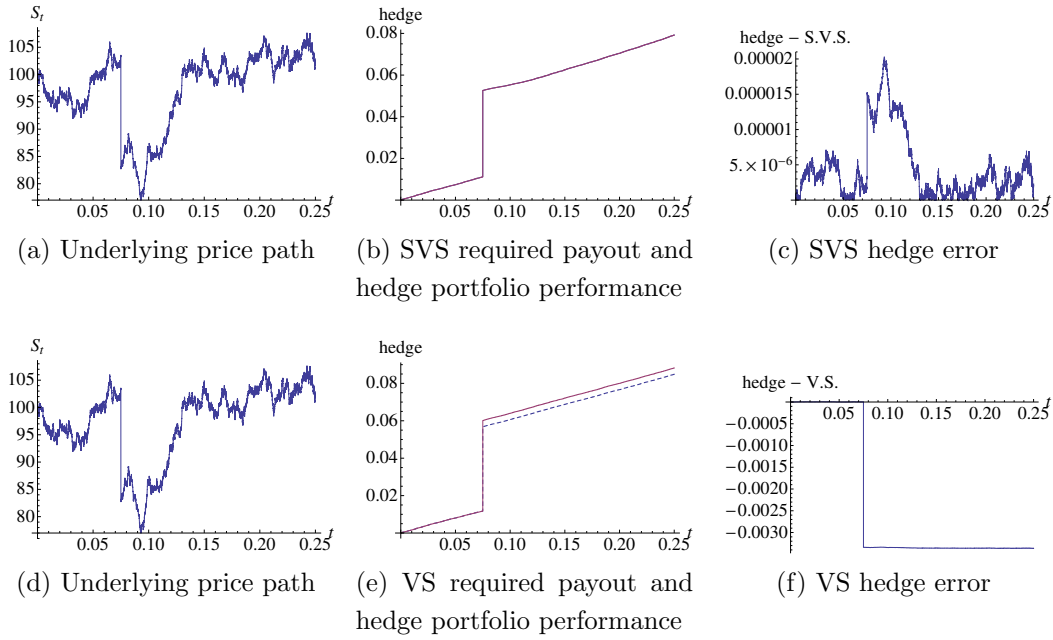 S_t
105
100
95
90
85
80
0.05 0.10 0.15 0.20 0.25 t
(a) Underlying price path
hedge
0.08
0.06
0.04
0.02
0.05 0.10 0.15 0.20 0.25 t
(b) SVS required payout and
hedge portfolio performance
hedge – S.V.S.
0.00002
0.000015
0.00001
5.×10⁻⁶
0.05 0.10 0.15 0.20 0.25 t
(c) SVS hedge error
S_t
105
100
95
90
85
80
0.05 0.10 0.15 0.20 0.25 t
(d) Underlying price path
hedge
0.08
0.06
0.04
0.02
0.05 0.10 0.15 0.20 0.25 t
(e) VS required payout and
hedge portfolio performance
hedge – V.S.
0.05 0.10 0.15 0.20 0.25 t
−0.0005
−0.0010
−0.0015
−0.0020
−0.0025
−0.0030
(f) VS hedge error